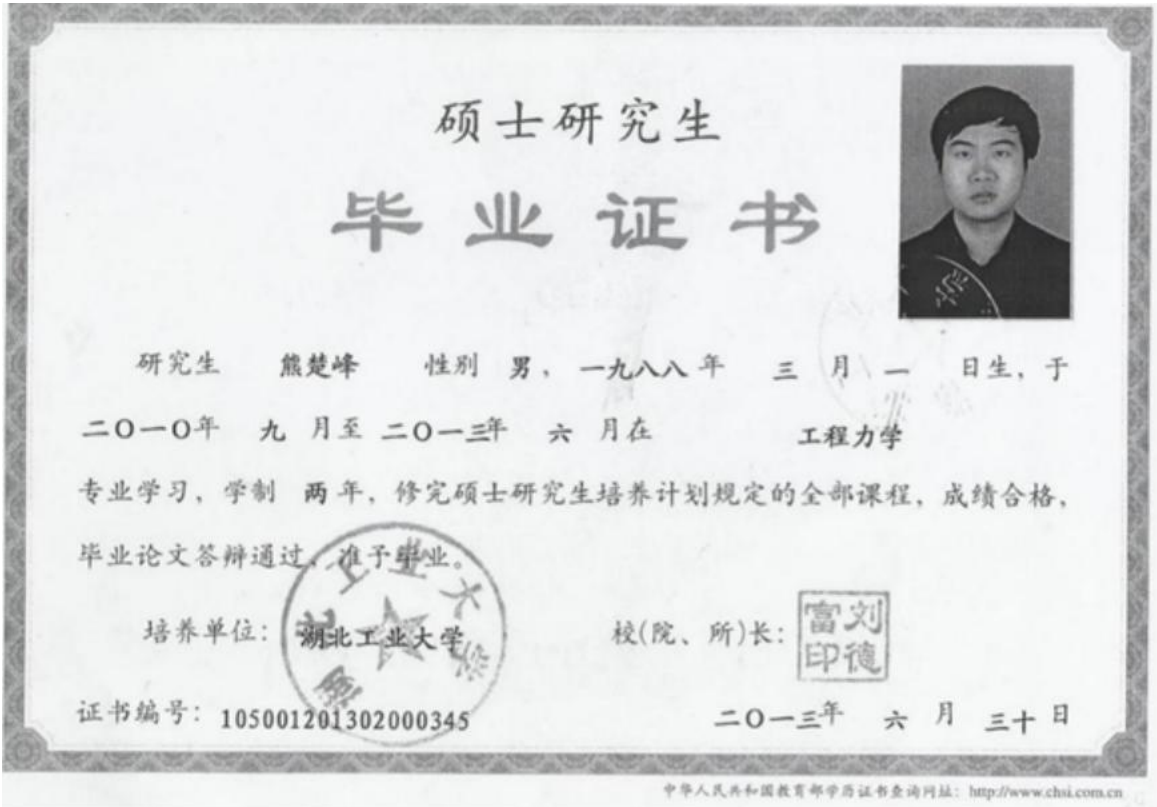 硕士研究生
毕业证书
研究生 熊楚峰 性别 男，一九八八年 三 月 一 日生，于
二〇一〇年 九 月至 二〇一三年 六 月在 工程力学
专业学习，学制 两 年，修完硕士研究生培养计划规定的全部课程，成绩合格，
毕业论文答辩通过，准予毕业。
培养单位：湖北工业大学 校(院、所)长：刘德富印
湖北工业大学
证书编号：105001201302000345 二〇一三年 六 月 三十 日
中华人民共和国教育部学历证书查询网址：http://www.chsi.com.cn